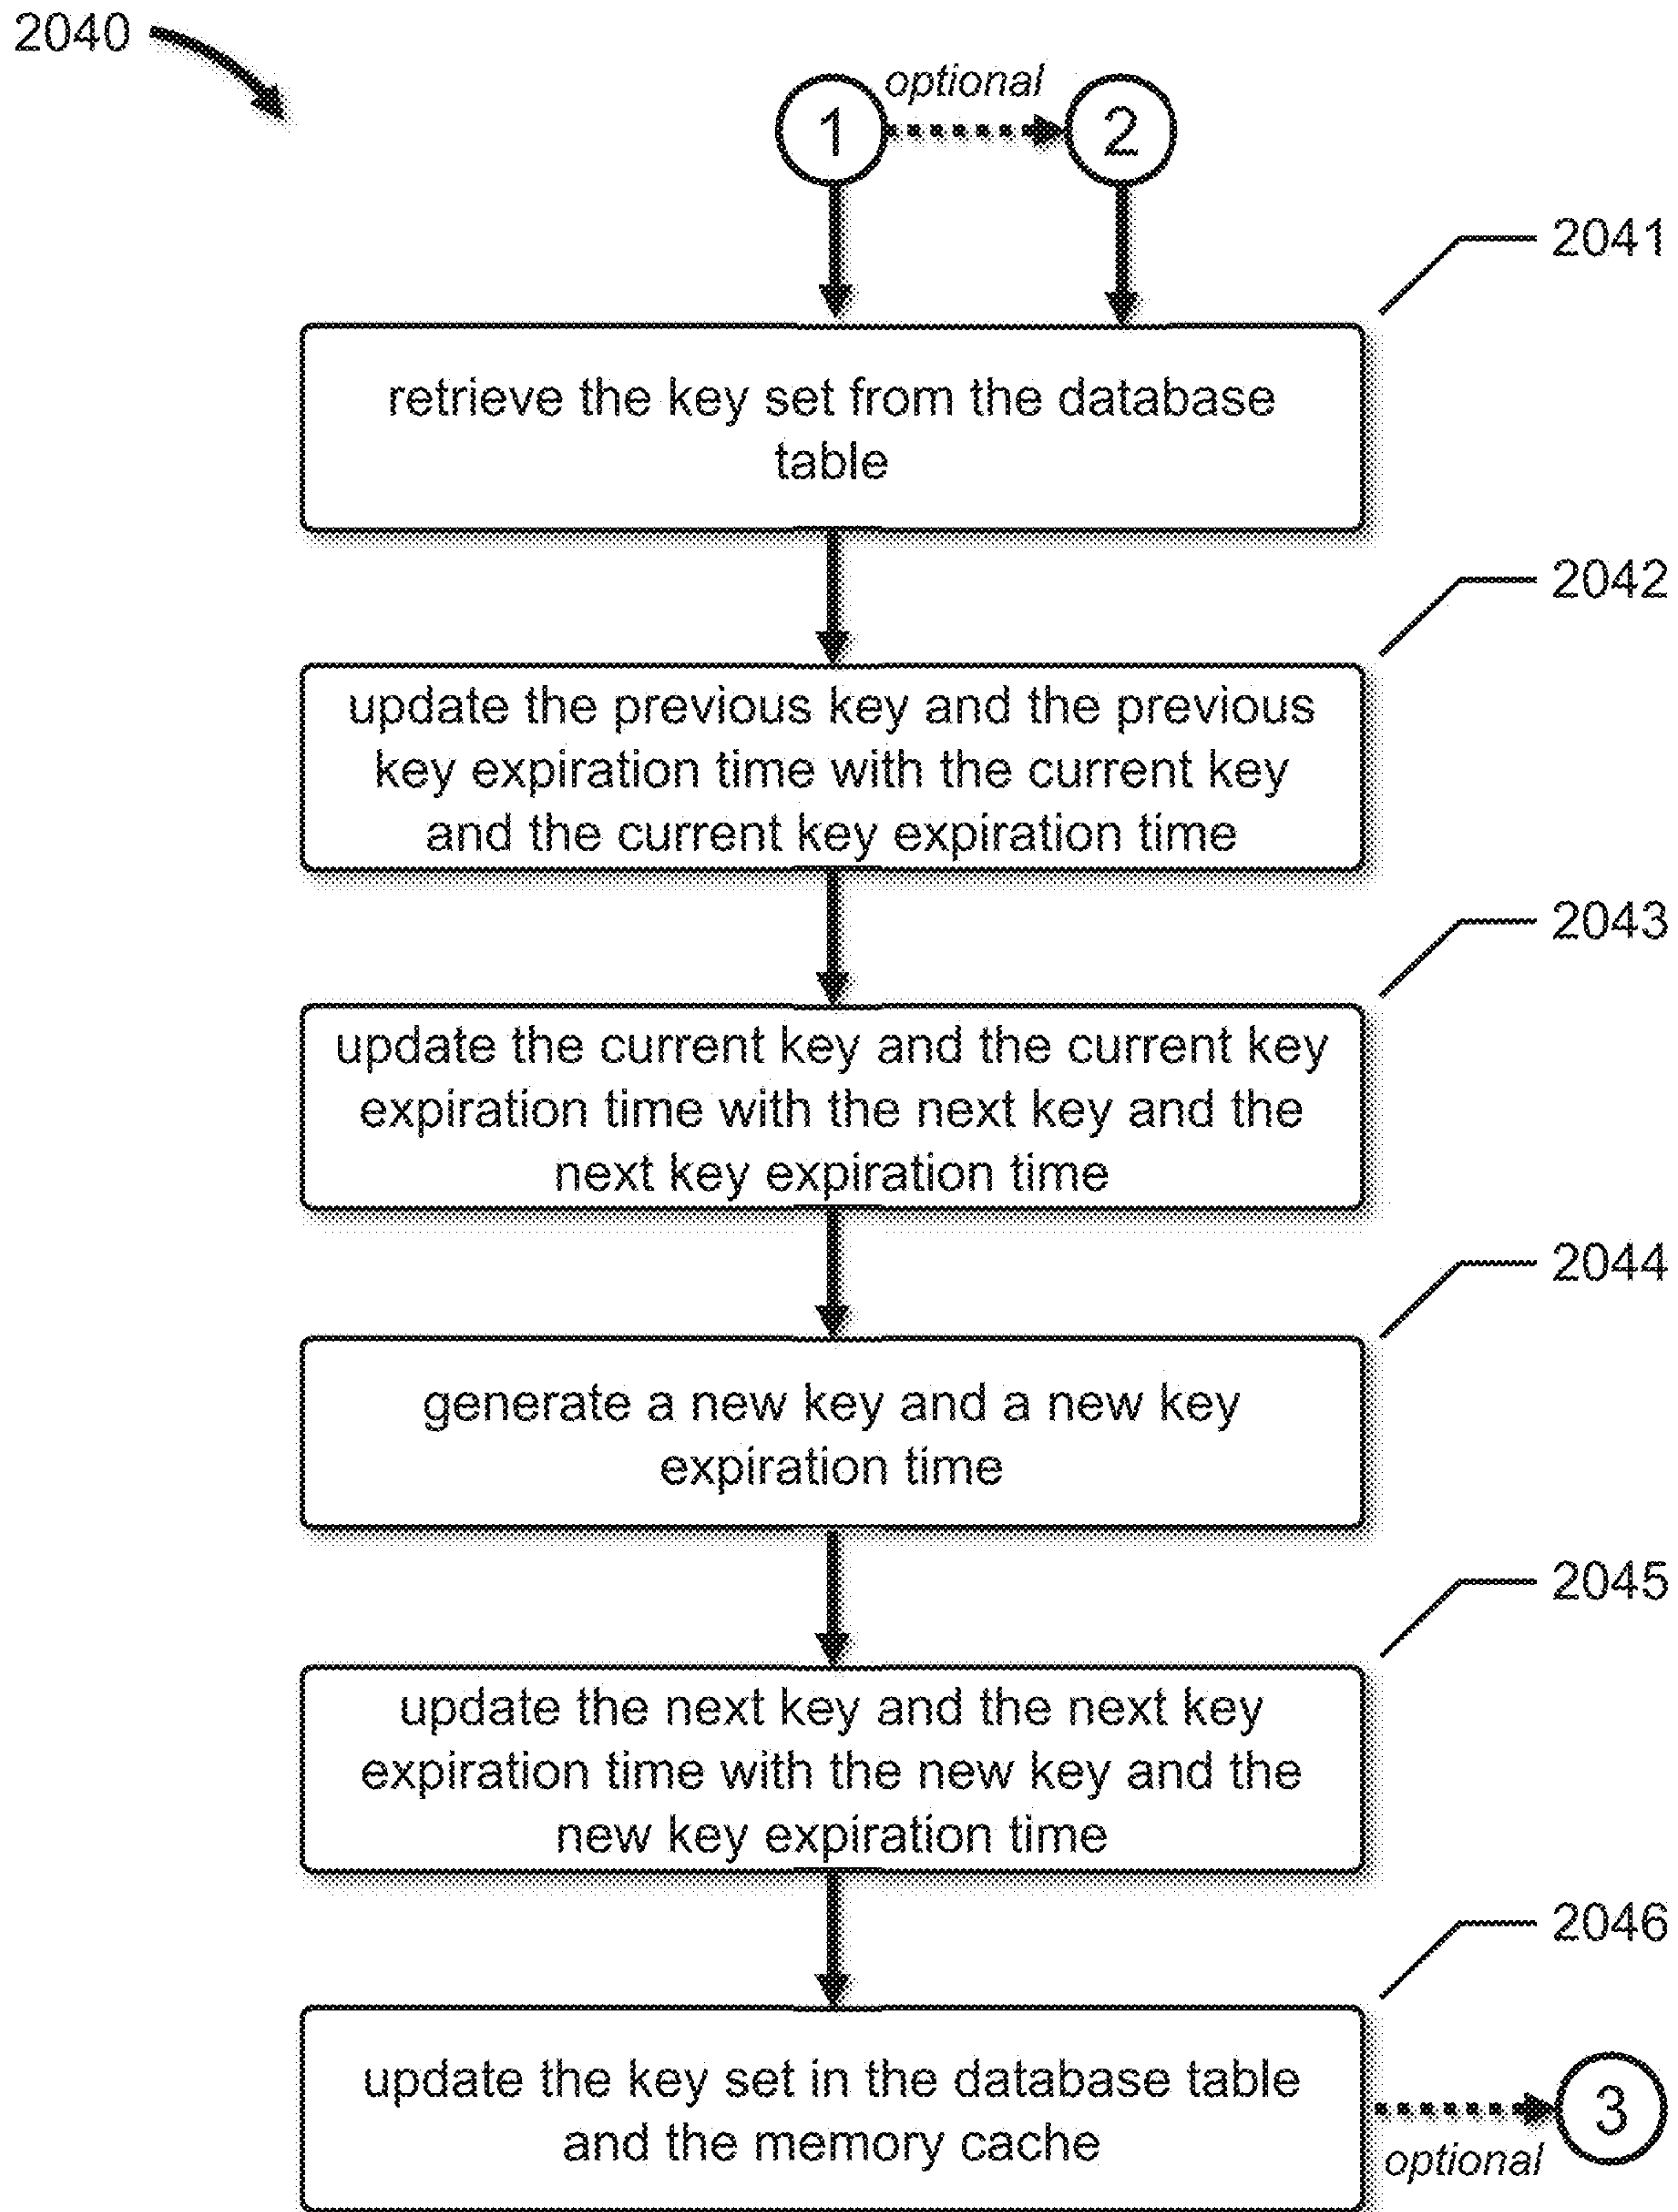 2040
optional
1
2
2041
retrieve the key set from the database
table
2042
update the previous key and the previous
key expiration time with the current key
and the current key expiration time
2043
update the current key and the current key
expiration time with the next key and the
next key expiration time
2044
generate a new key and a new key
expiration time
2045
update the next key and the next key
expiration time with the new key and the
new key expiration time
2046
update the key set in the database table
and the memory cache
3
optional